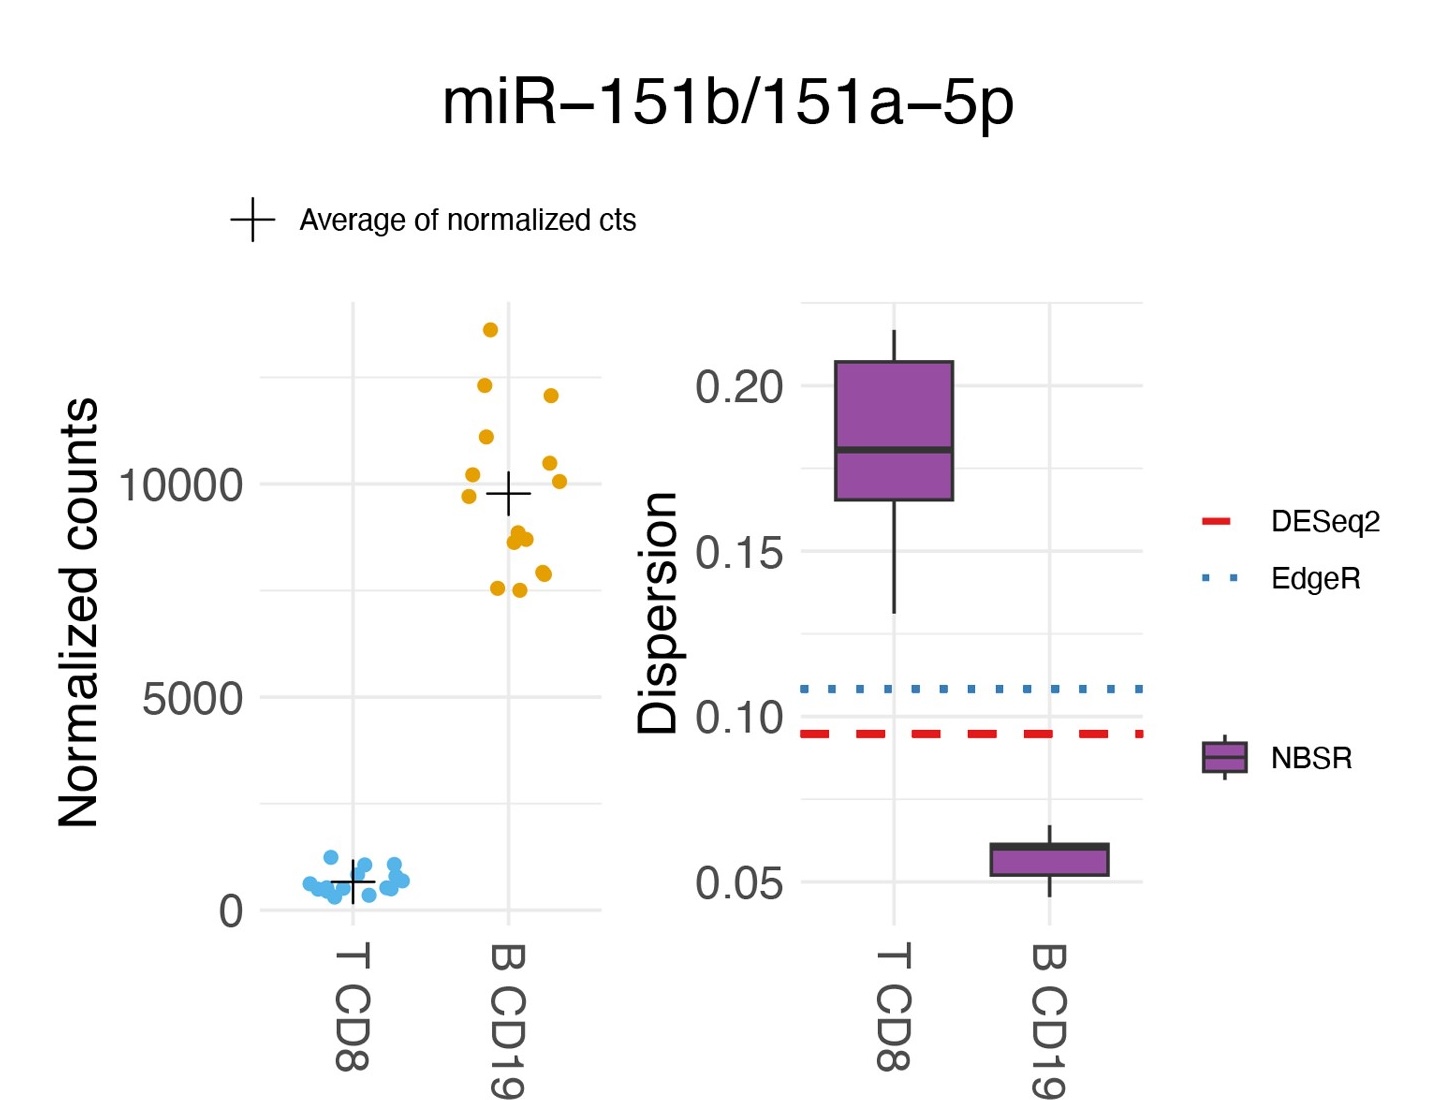 miR−151b/151a−5p
Average of normalized cts
Normalized counts
10000
5000
0
T CD8
B CD19
Dispersion
0.20
0.15
0.10
0.05
T CD8
B CD19
DESeq2
EdgeR
NBSR